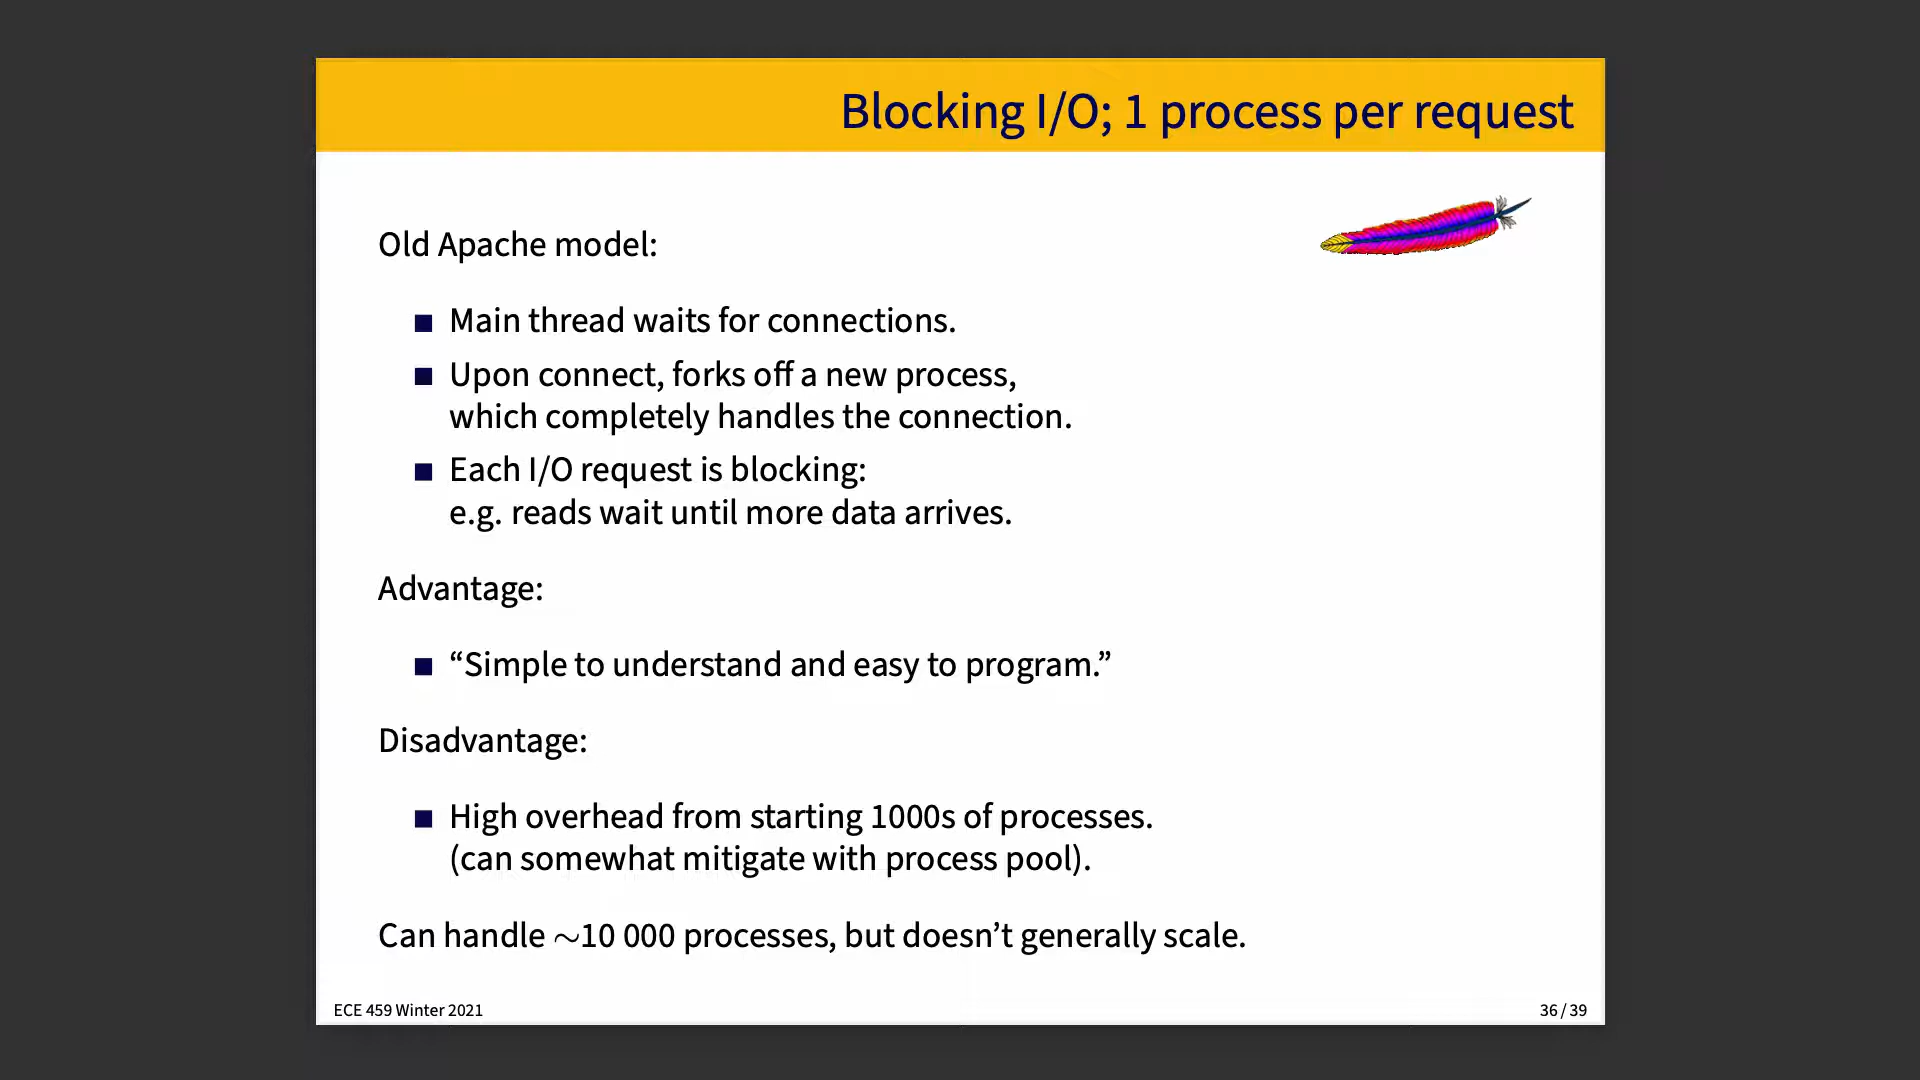 Blocking I/O; 1 process per request
Old Apache model:
■ Main thread waits for connections.
■ Upon connect, forks off a new process,
which completely handles the connection.
■ Each I/O request is blocking:
e.g. reads wait until more data arrives.
Advantage:
■ “Simple to understand and easy to program.”
Disadvantage:
■ High overhead from starting 1000s of processes.
(can somewhat mitigate with process pool).
Can handle ∼10 000 processes, but doesn’t generally scale.
ECE 459 Winter 2021
36 / 39